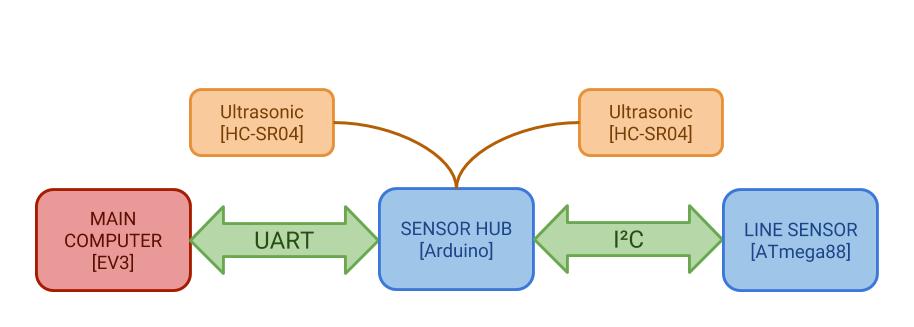 Ultrasonic
[HC-SR04]
Ultrasonic
[HC-SR04]
MAIN
COMPUTER
[EV3]
UART
SENSOR HUB
[Arduino]
I²C
LINE SENSOR
[ATmega88]